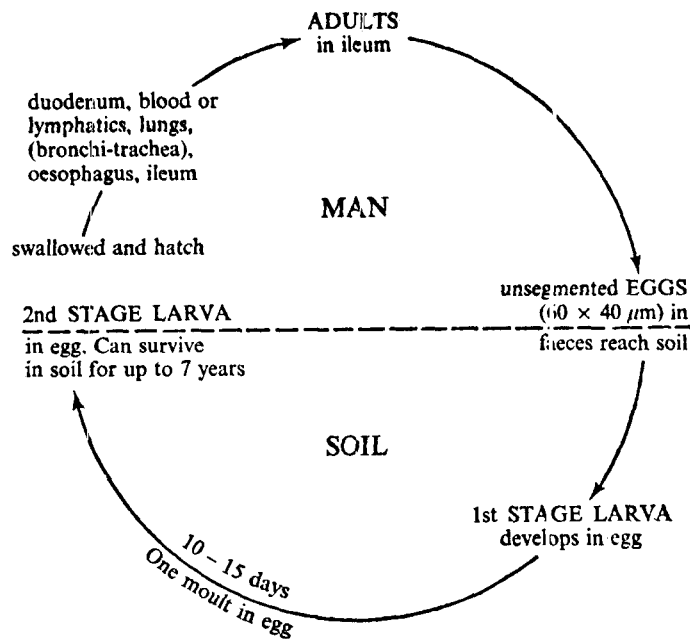 ADULTS
in ileum
duodenum, blood or
lymphatics, lungs,
(bronchi-trachea),
oesophagus, ileum
MAN
swallowed and hatch
unsegmented EGGS
(60 × 40 μm) in
faeces reach soil
2nd STAGE LARVA
in egg. Can survive
in soil for up to 7 years
SOIL
1st STAGE LARVA
develops in egg
10 – 15 days
One moult in egg